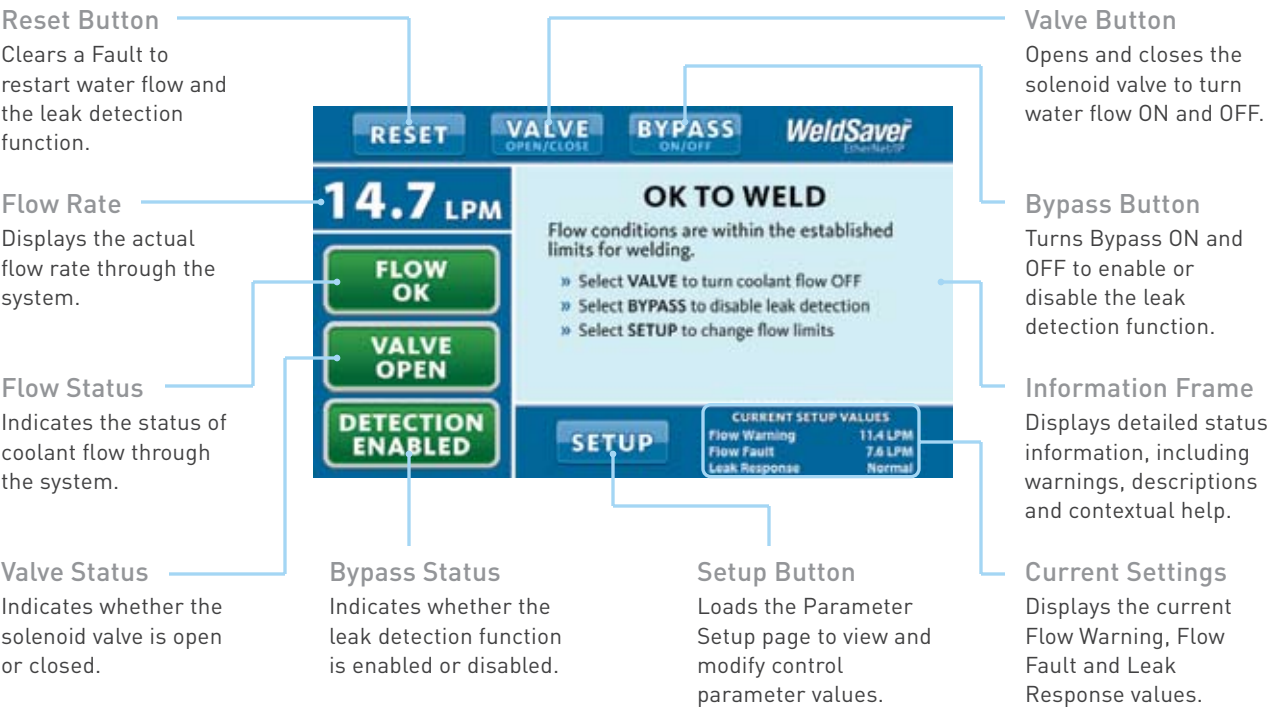 Reset Button
Clears a Fault to
restart water flow and
the leak detection
function.
Flow Rate
Displays the actual
flow rate through the
system.
Flow Status
Indicates the status of
coolant flow through
the system.
Valve Status
Indicates whether the
solenoid valve is open
or closed.
RESET
VALVE
OPEN/CLOSE
BYPASS
ON/OFF
WeldSaver™
EtherNet/IP
14.7 LPM
FLOW
OK
VALVE
OPEN
DETECTION
ENABLED
OK TO WELD
Flow conditions are within the established
limits for welding.
» Select VALVE to turn coolant flow OFF
» Select BYPASS to disable leak detection
» Select SETUP to change flow limits
SETUP
CURRENT SETUP VALUES
Flow Warning 11.4 LPM
Flow Fault 7.6 LPM
Leak Response Normal
Bypass Status
Indicates whether the
leak detection function
is enabled or disabled.
Setup Button
Loads the Parameter
Setup page to view and
modify control
parameter values.
Valve Button
Opens and closes the
solenoid valve to turn
water flow ON and OFF.
Bypass Button
Turns Bypass ON and
OFF to enable or
disable the leak
detection function.
Information Frame
Displays detailed status
information, including
warnings, descriptions
and contextual help.
Current Settings
Displays the current
Flow Warning, Flow
Fault and Leak
Response values.